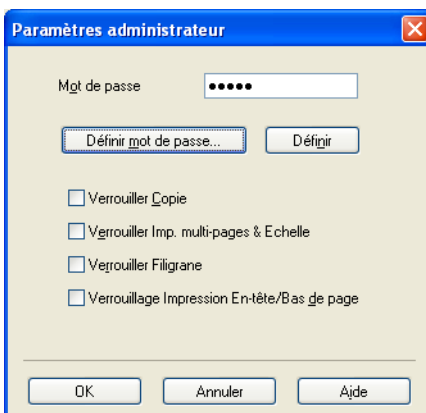 Paramètres administrateur
Mot de passe •••••
Définir mot de passe... Définir
Verrouiller Copie
Verrouiller Imp. multi-pages & Echelle
Verrouiller Filigrane
Verrouillage Impression En-tête/Bas de page
OK Annuler Aide